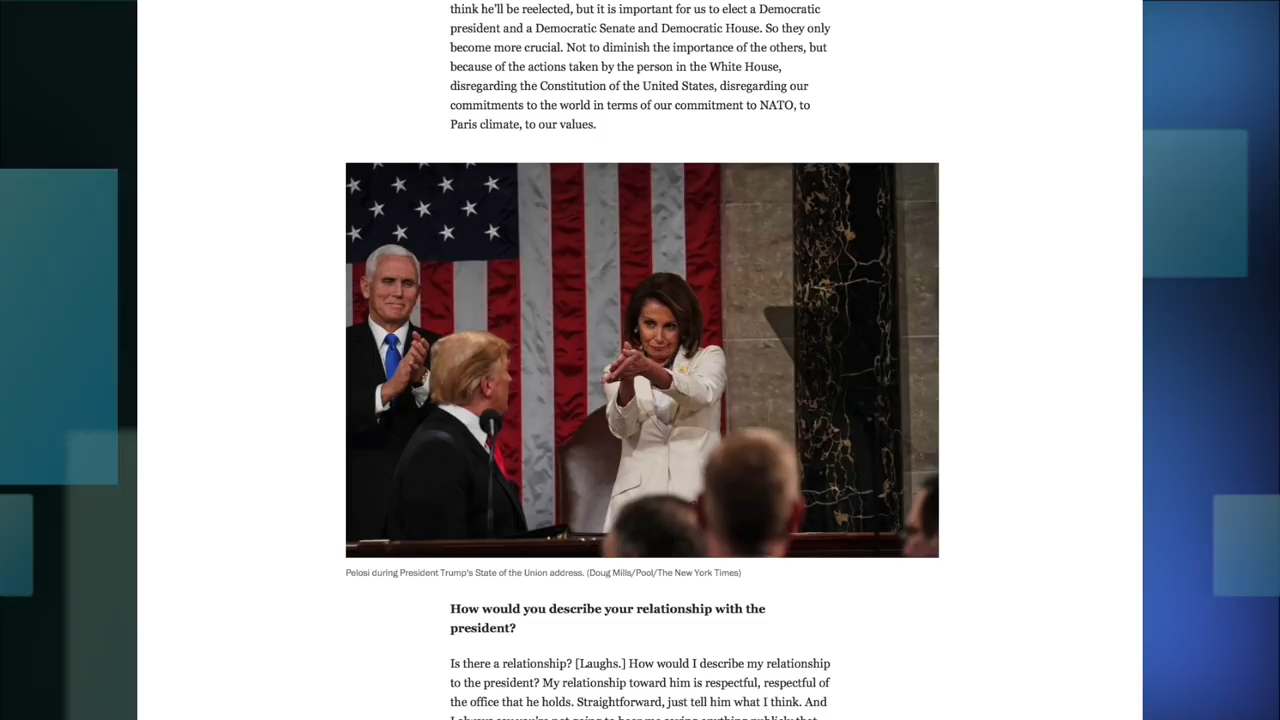 think he'll be reelected, but it is important for us to elect a Democratic
president and a Democratic Senate and Democratic House. So they only
become more crucial. Not to diminish the importance of the others, but
because of the actions taken by the person in the White House,
disregarding the Constitution of the United States, disregarding our
commitments to the world in terms of our commitment to NATO, to
Paris climate, to our values.
Pelosi during President Trump's State of the Union address. (Doug Mills/Pool/The New York Times)
How would you describe your relationship with the
president?
Is there a relationship? [Laughs.] How would I describe my relationship
to the president? My relationship toward him is respectful, respectful of
the office that he holds. Straightforward, just tell him what I think. And